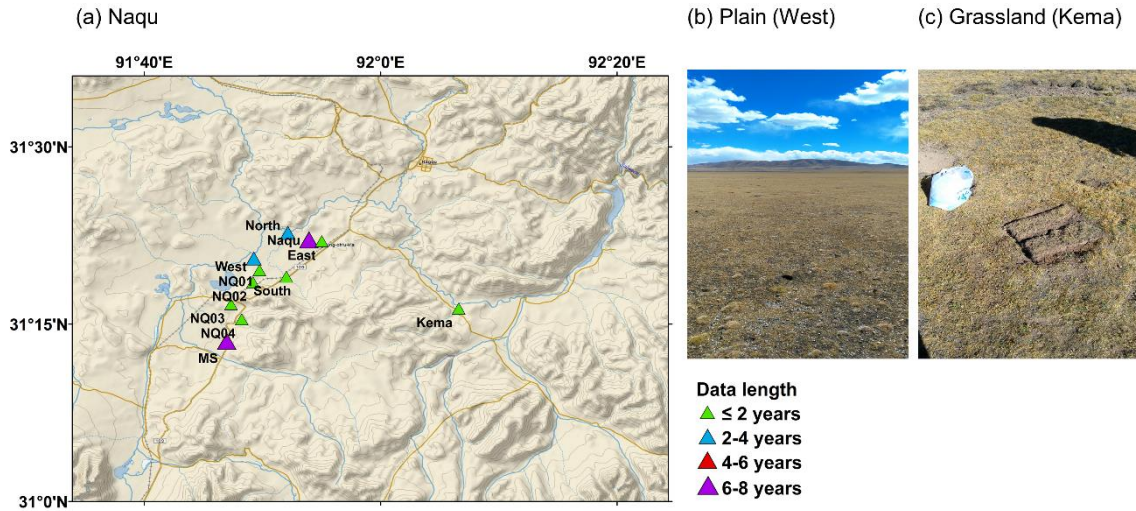 (a) Naqu
(b) Plain (West)
(c) Grassland (Kema)
91°40'E
92°0'E
92°20'E
31°30'N
31°15'N
31°0'N
North
Naqu
East
West
NQ01
South
NQ02
NQ03
NQ04
MS
Kema
Data length
≤ 2 years
2-4 years
4-6 years
6-8 years